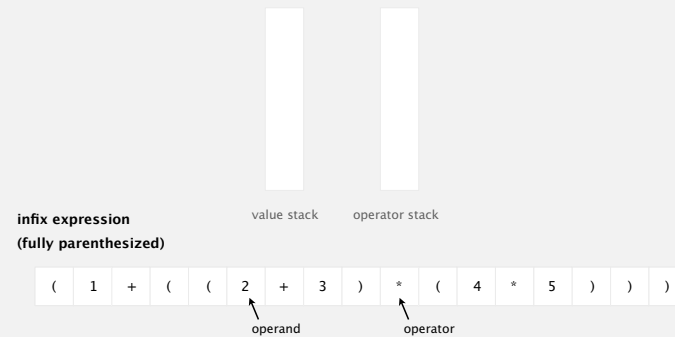 value stack operator stack
infix expression
(fully parenthesized)
( 1 + ( ( 2 + 3 ) * ( 4 * 5 ) ) )
operand operator